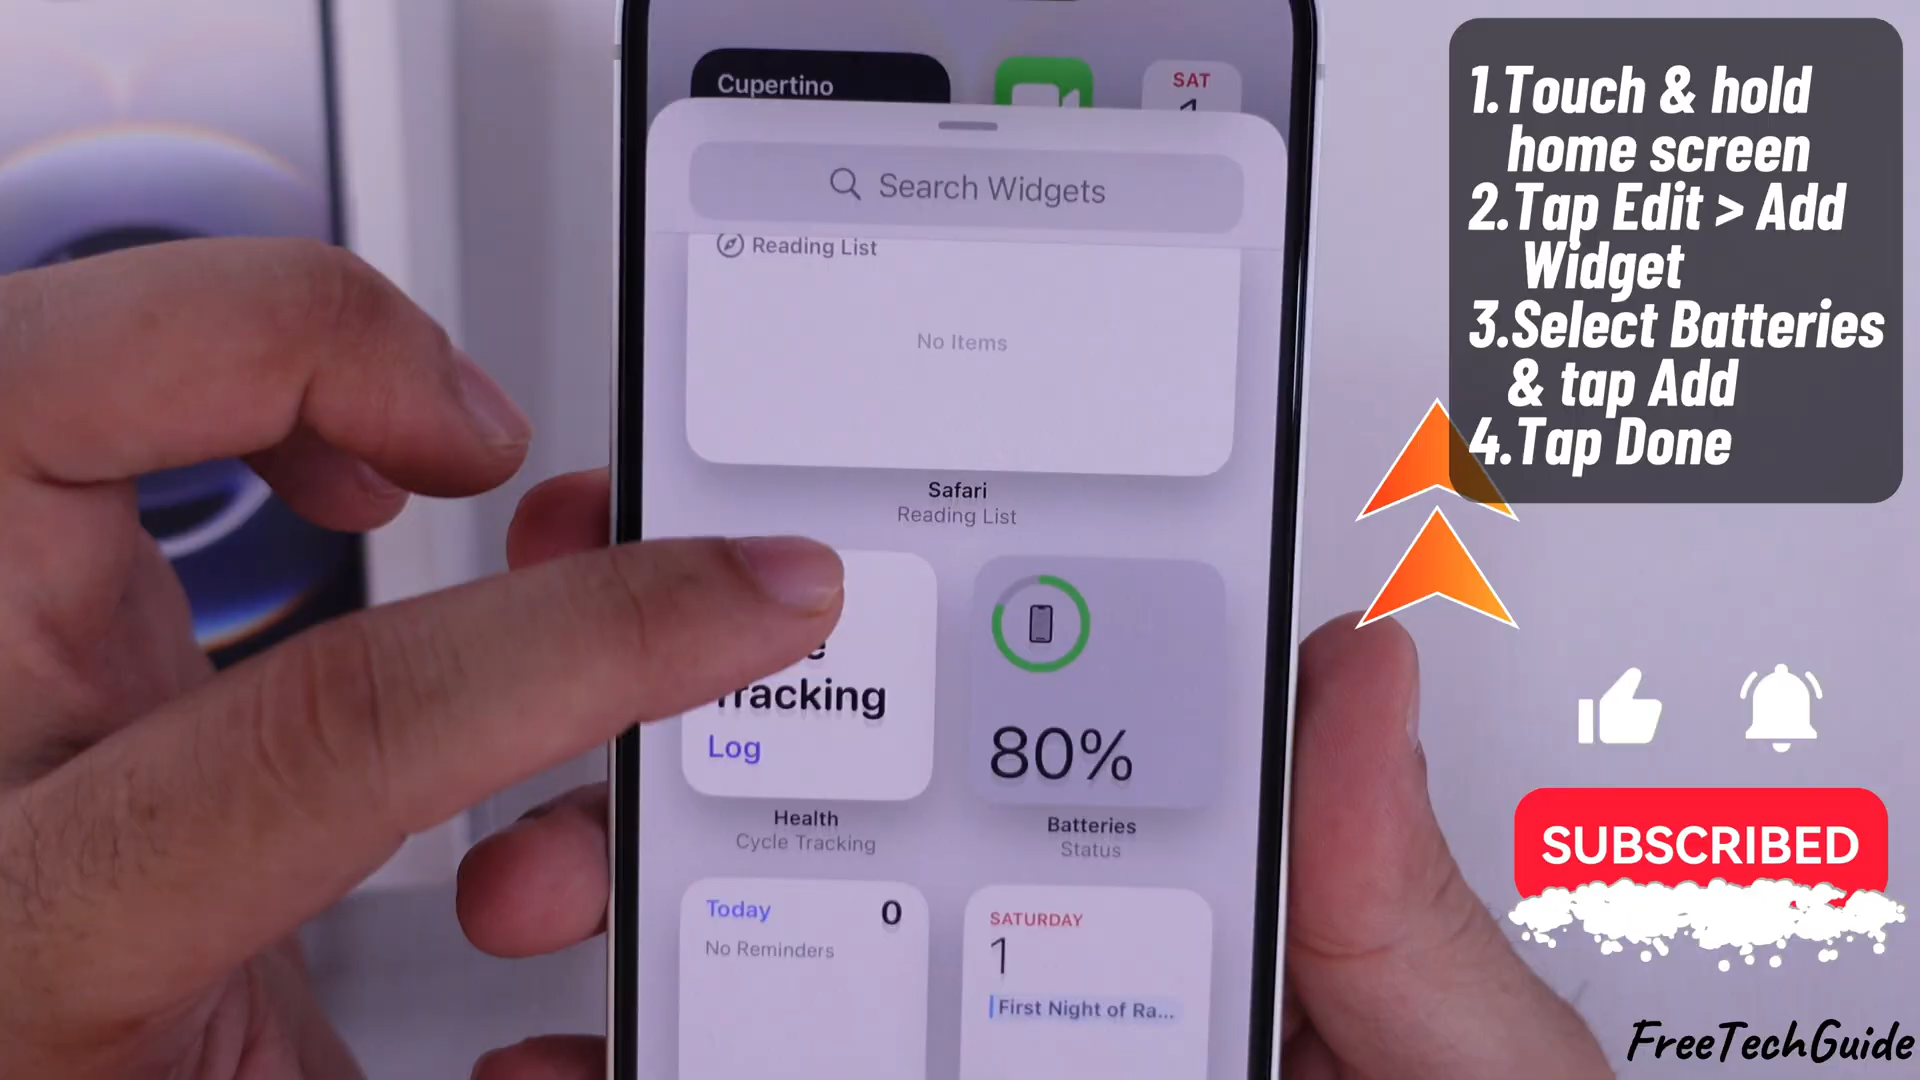 Cupertino
SAT
Search Widgets
Reading List
No Items
Safari
Reading List
Tracking
Log
80%
Health
Cycle Tracking
Batteries
Status
Today 0
No Reminders
SATURDAY
1
First Night of Ra...
1.Touch & hold
home screen
2.Tap Edit > Add
Widget
3.Select Batteries
& tap Add
4.Tap Done
SUBSCRIBED
FreeTechGuide